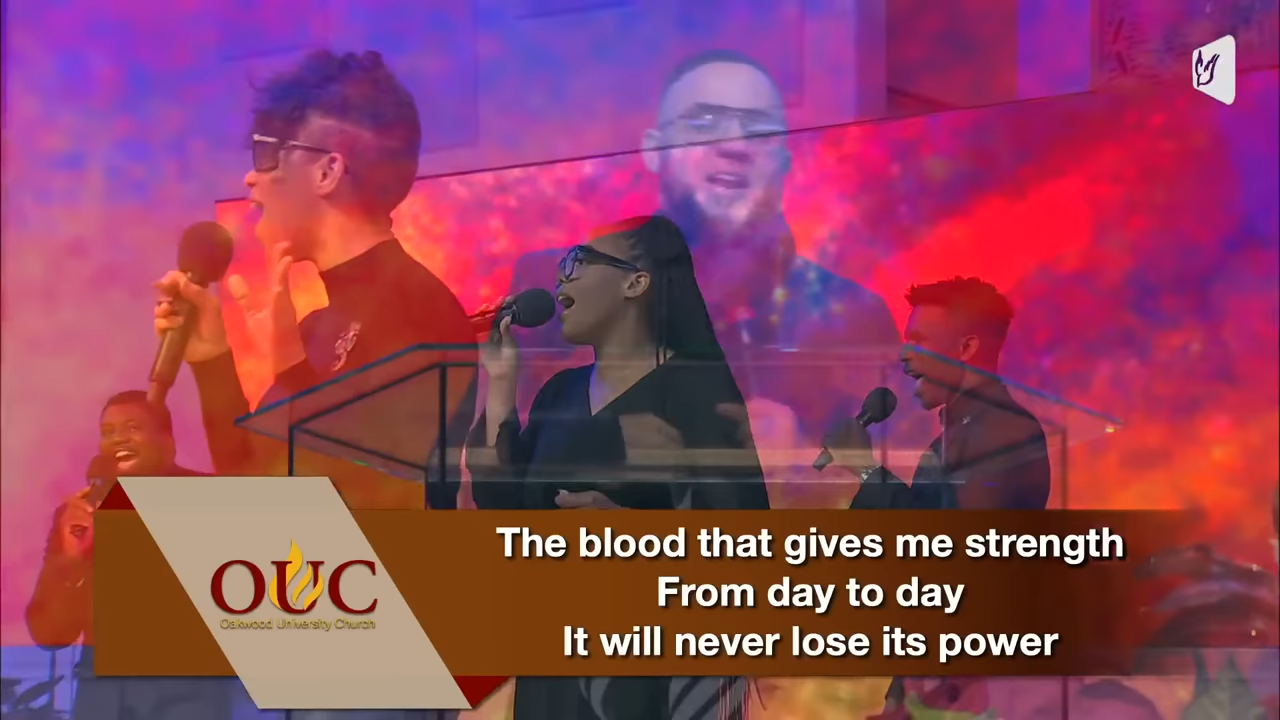 OUC
Oakwood University Church
The blood that gives me strength
From day to day
It will never lose its power